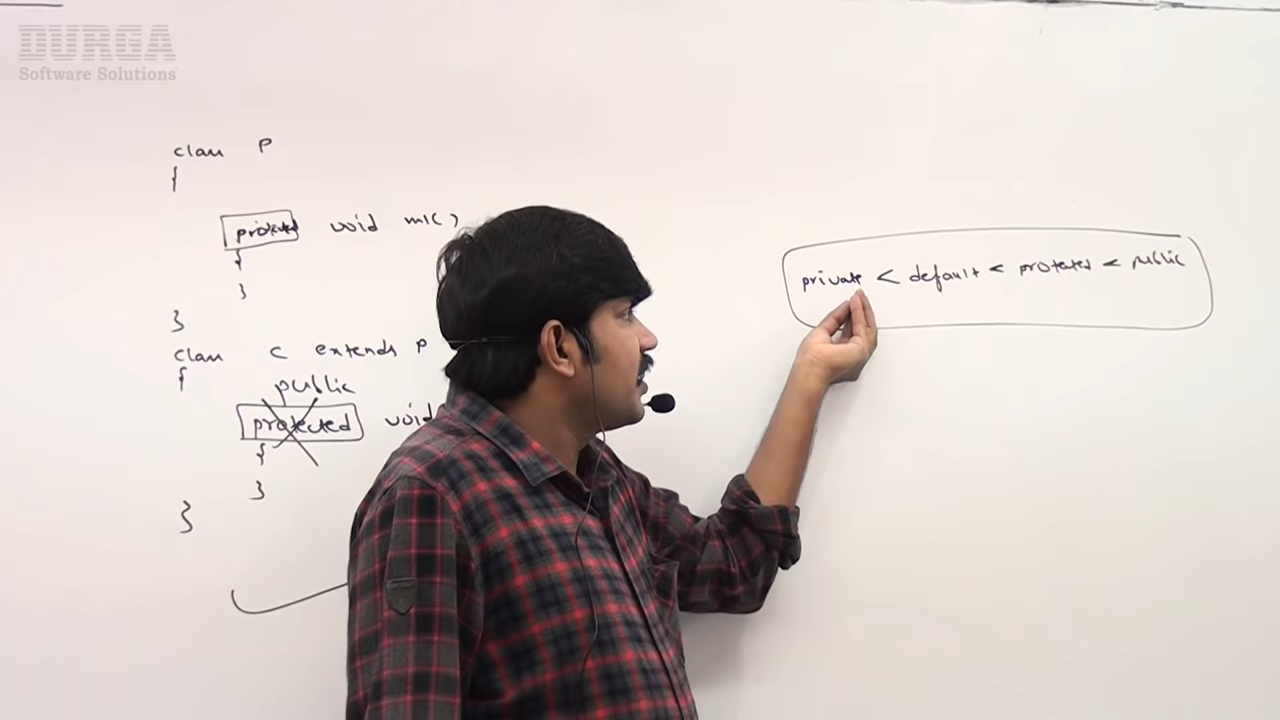 DURGA
Software Solutions
class P
{
protected void m1()
{
}
}
class C extends P
{
public
protected void
{
}
}
private < default < protected < public